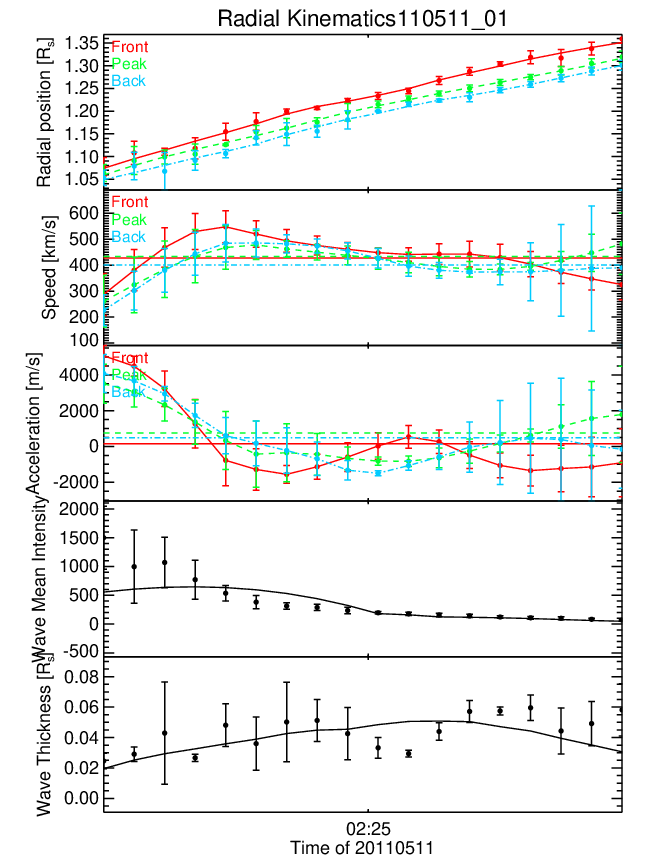 Radial Kinematics110511_01
Radial position [Rs]
1.35
1.30
1.25
1.20
1.15
1.10
1.05
Front
Peak
Back
Speed [km/s]
600
500
400
300
200
100
Front
Peak
Back
Acceleration [m/s]
4000
2000
0
-2000
Front
Peak
Back
Wave Mean Intensity
2000
1500
1000
500
0
-500
Wave Thickness [Rs]
0.08
0.06
0.04
0.02
0.00
02:25
Time of 20110511